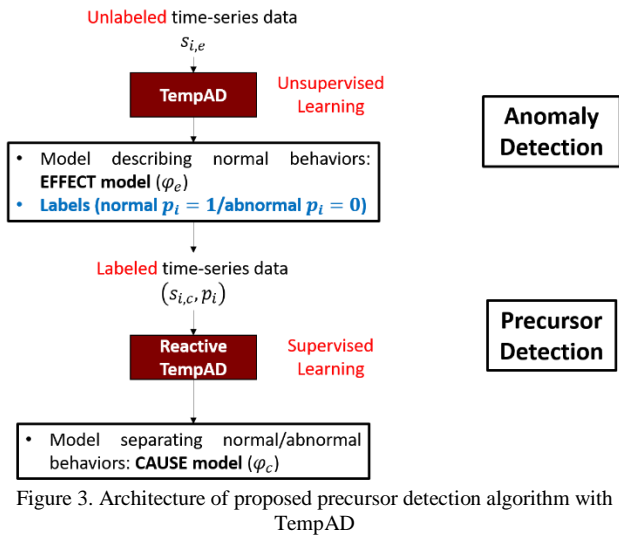 Unlabeled time-series data
s_{i,e}
TempAD
Unsupervised
Learning
Anomaly
Detection
• Model describing normal behaviors:
EFFECT model (φ_e)
• Labels (normal p_i = 1/abnormal p_i = 0)
Labeled time-series data
(s_{i,c}, p_i)
Reactive
TempAD
Supervised
Learning
Precursor
Detection
• Model separating normal/abnormal
behaviors: CAUSE model (φ_c)
Figure 3. Architecture of proposed precursor detection algorithm with
TempAD